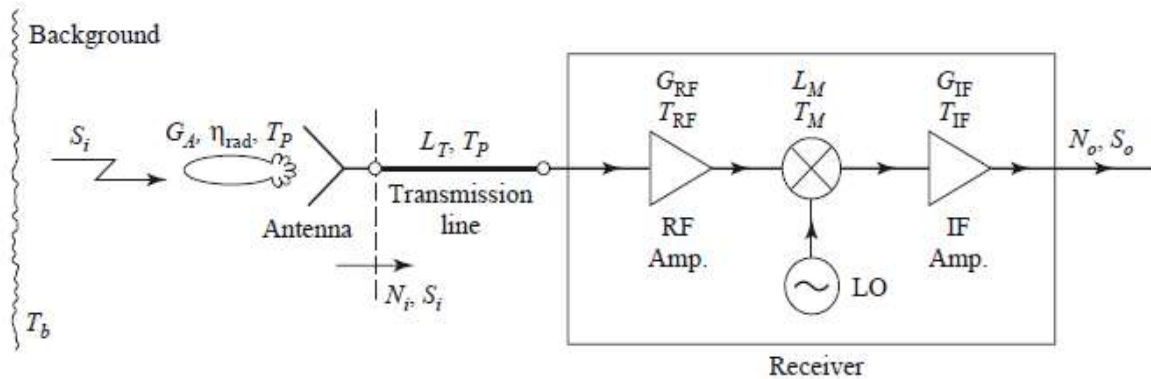 Background
S_i
G_A, η_rad, T_P
L_T, T_P
Antenna
Transmission
line
N_i, S_i
T_b
G_RF
T_RF
L_M
T_M
G_IF
T_IF
N_o, S_o
RF
Amp.
IF
Amp.
LO
Receiver